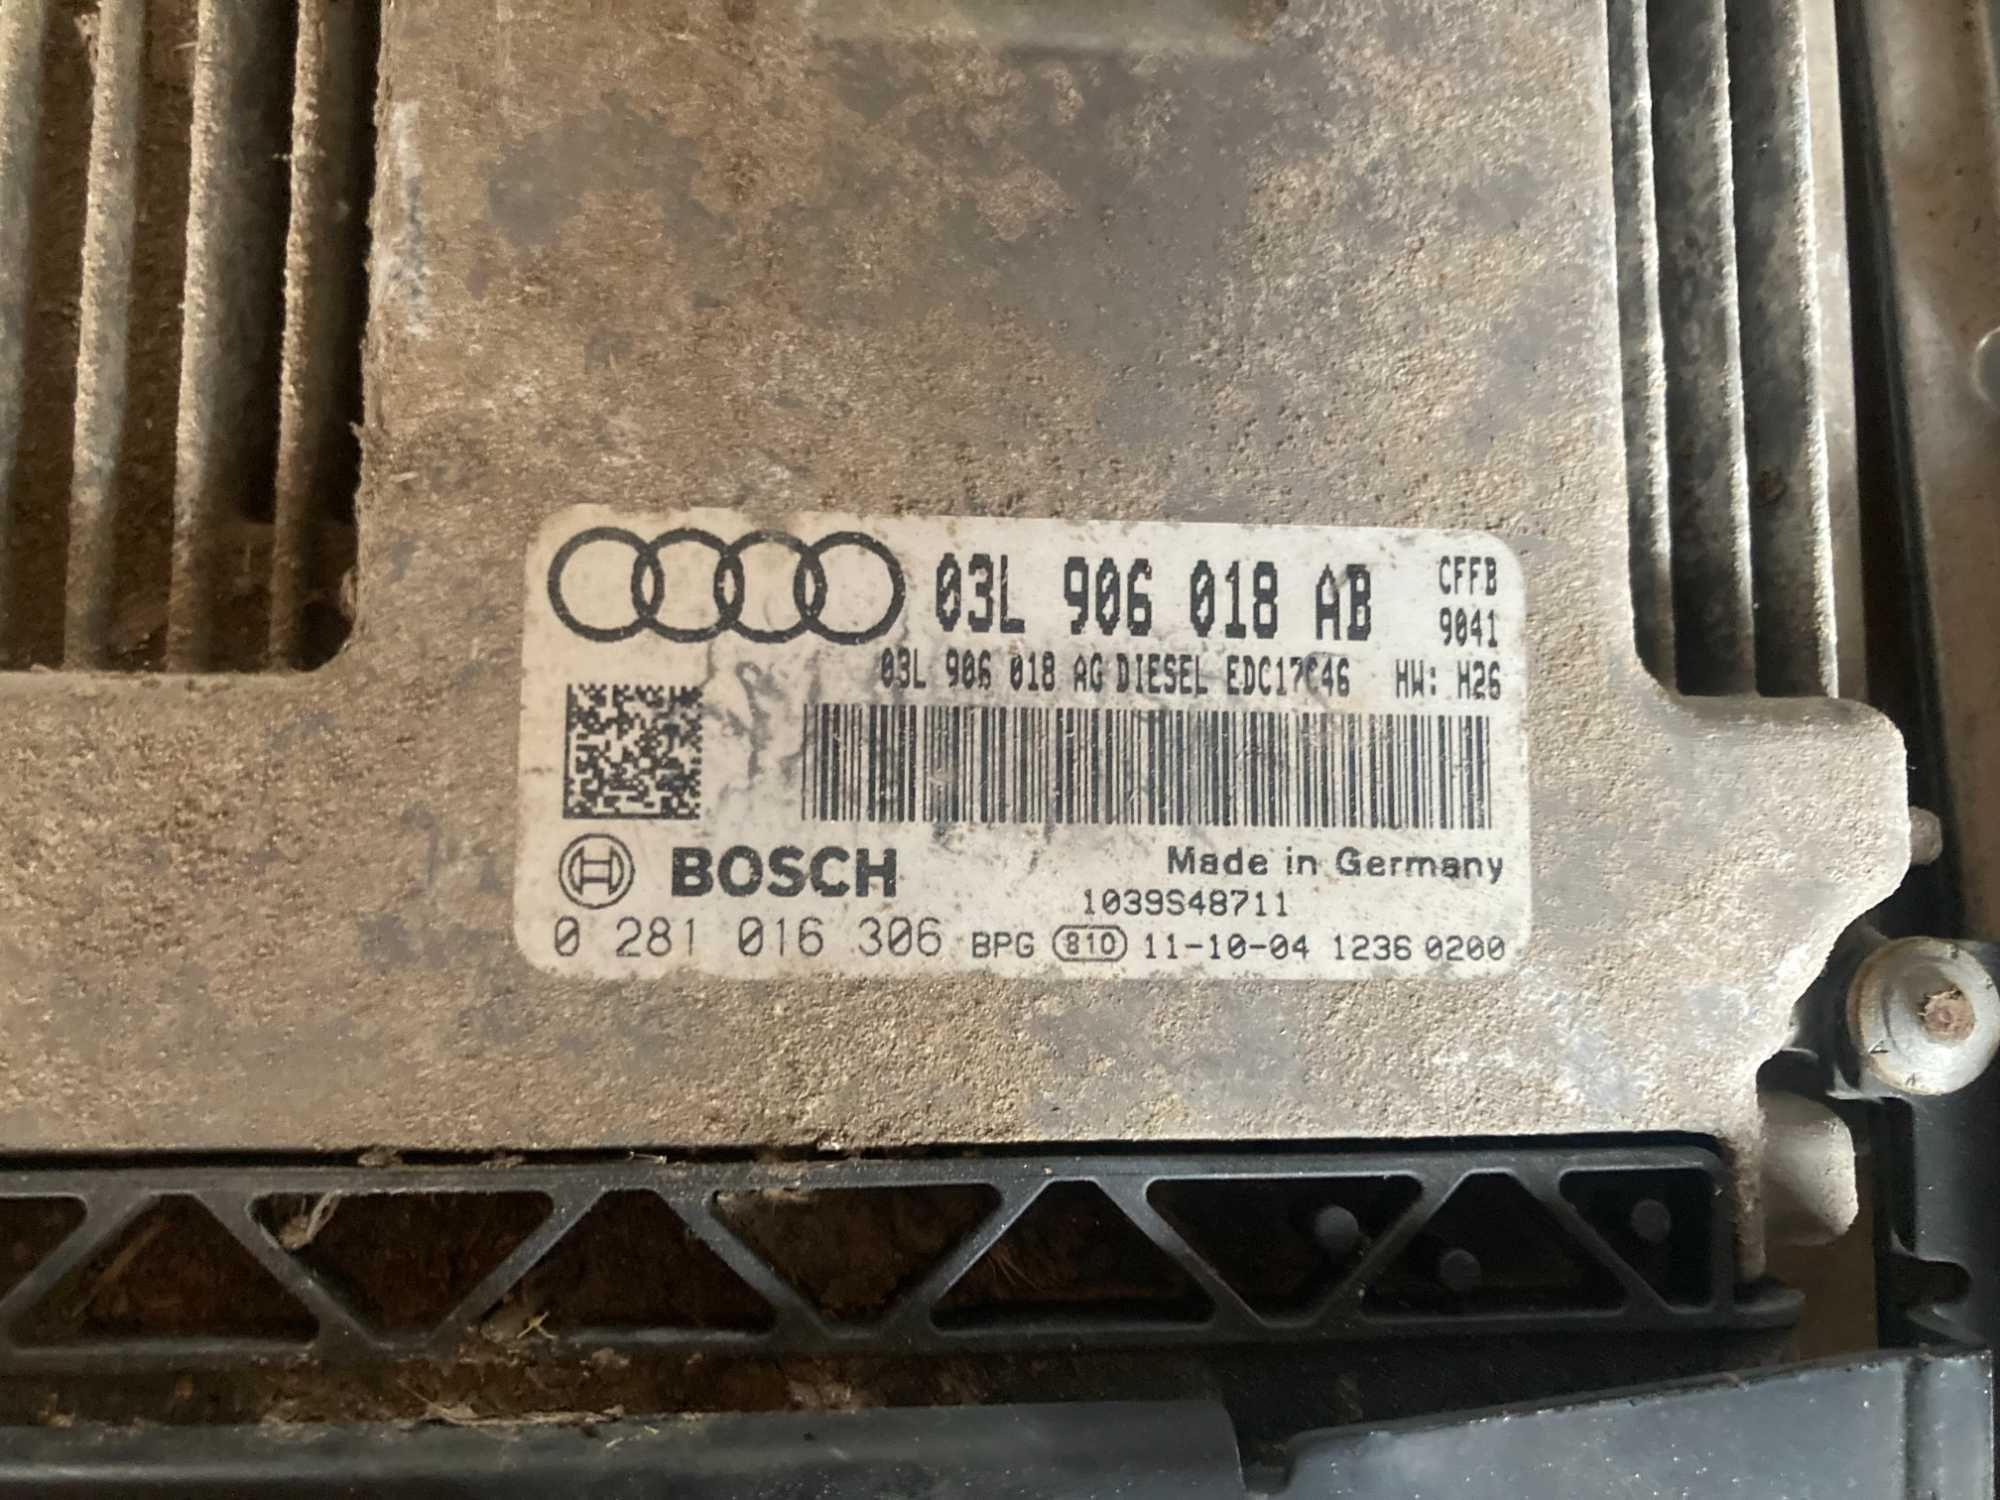 03L 906 018 AB CFFB
9041
03L 906 018 AG DIESEL EDC17C46 HW: H26
BOSCH Made in Germany
1039S48711
0 281 016 306 BPG 810 11-10-04 1236 0200